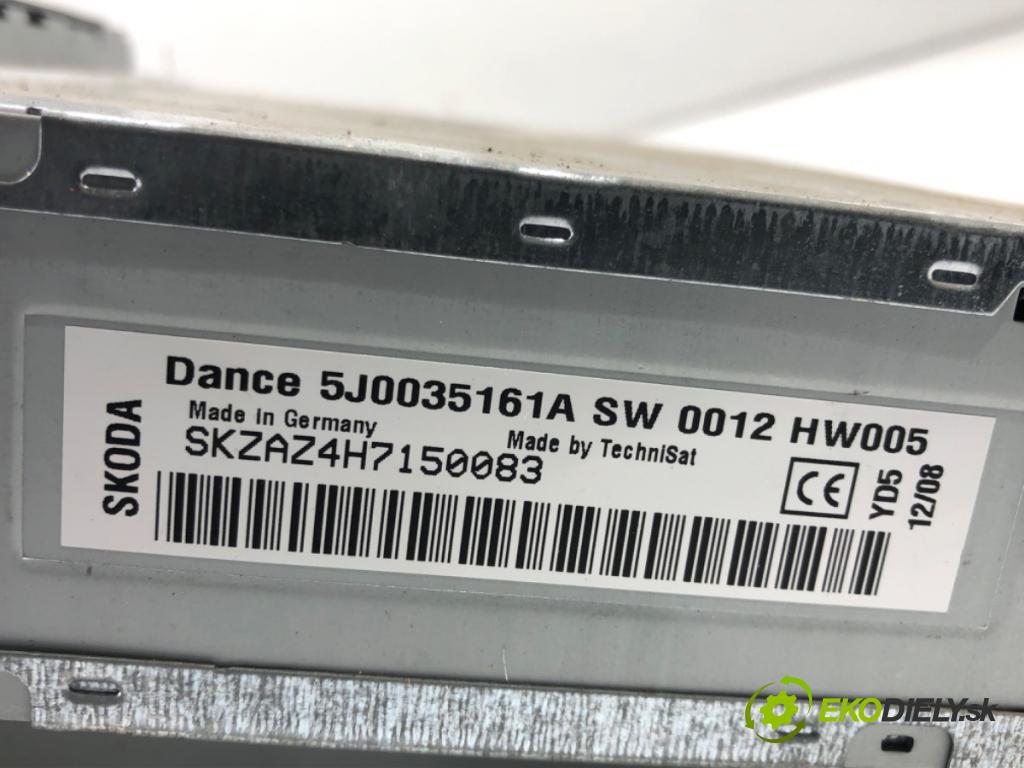 SKODA
Dance 5J0035161A SW 0012 HW005
Made in Germany
Made by TechniSat
SKZAZ4H7150083
CE
YD5
12/08
EKODIELY.sk